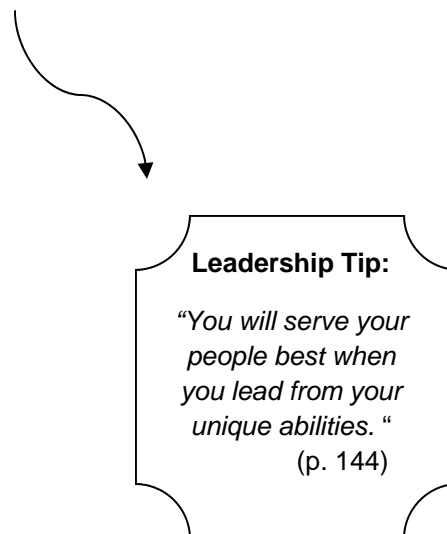 Leadership Tip:
“You will serve your
people best when
you lead from your
unique abilities. “
(p. 144)